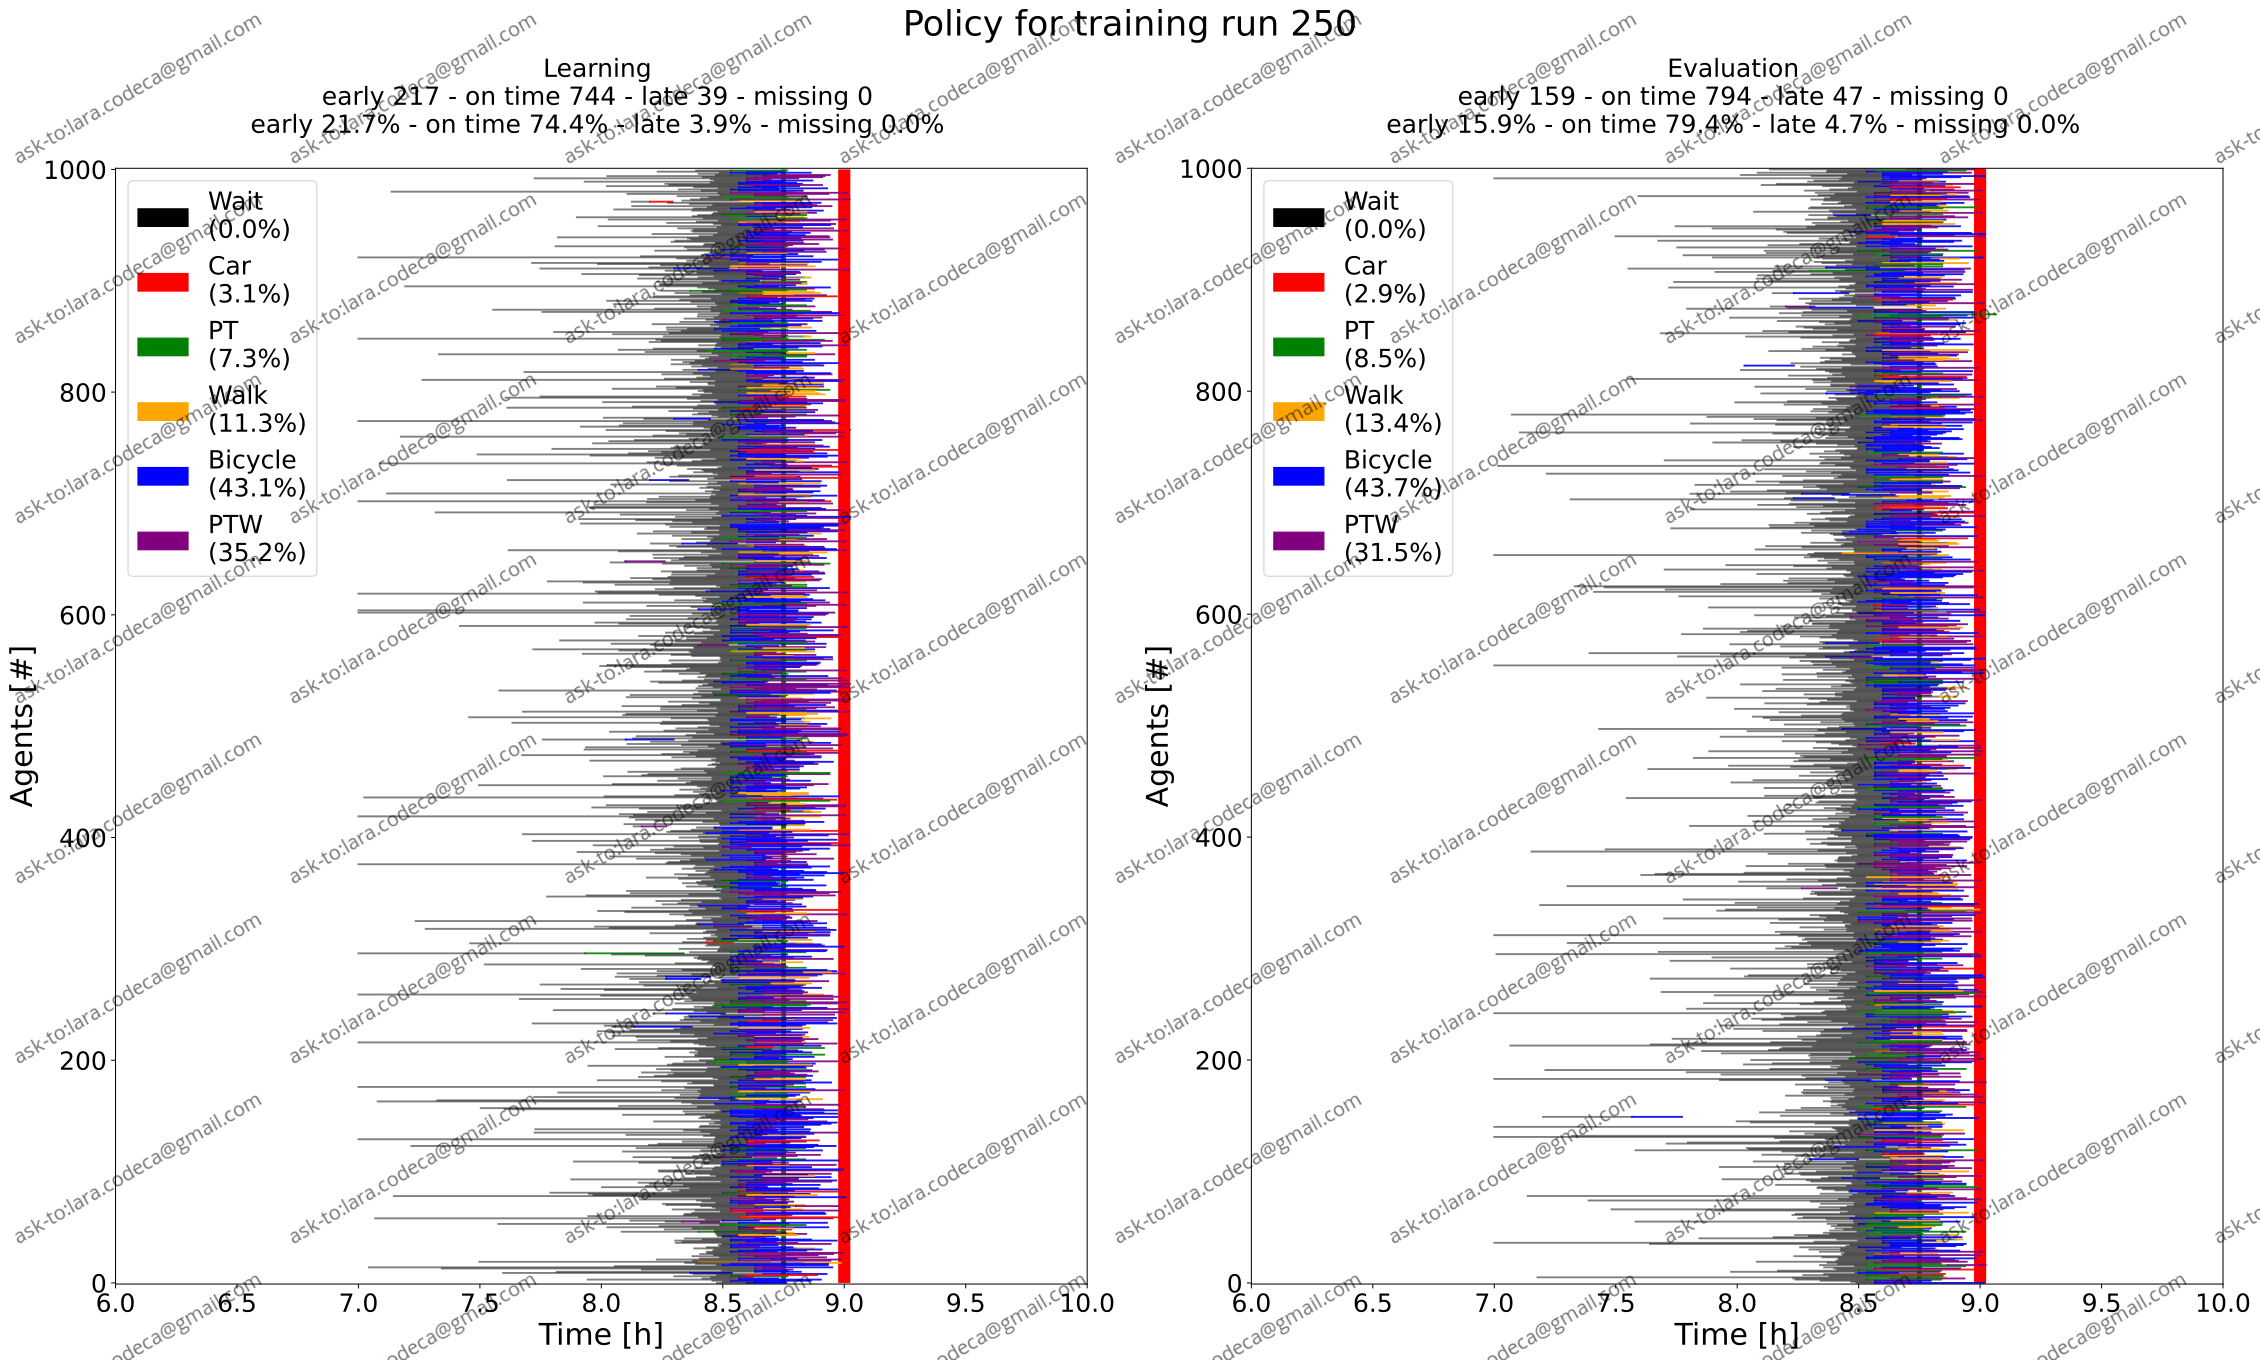 Policy for training run 250
Learning
early 217 - on time 744 - late 39 - missing 0
early 21.7% - on time 74.4% - late 3.9% - missing 0.0%
1000
800
600
400
200
0
Agents [#]
Wait
(0.0%)
Car
(3.1%)
PT
(7.3%)
Walk
(11.3%)
Bicycle
(43.1%)
PTW
(35.2%)
6.0 6.5 7.0 7.5 8.0 8.5 9.0 9.5 10.0
Time [h]
Evaluation
early 159 - on time 794 - late 47 - missing 0
early 15.9% - on time 79.4% - late 4.7% - missing 0.0%
1000
800
600
400
200
0
Agents [#]
Wait
(0.0%)
Car
(2.9%)
PT
(8.5%)
Walk
(13.4%)
Bicycle
(43.7%)
PTW
(31.5%)
6.0 6.5 7.0 7.5 8.0 8.5 9.0 9.5 10.0
Time [h]
ask-to:lara.codeca@gmail.com